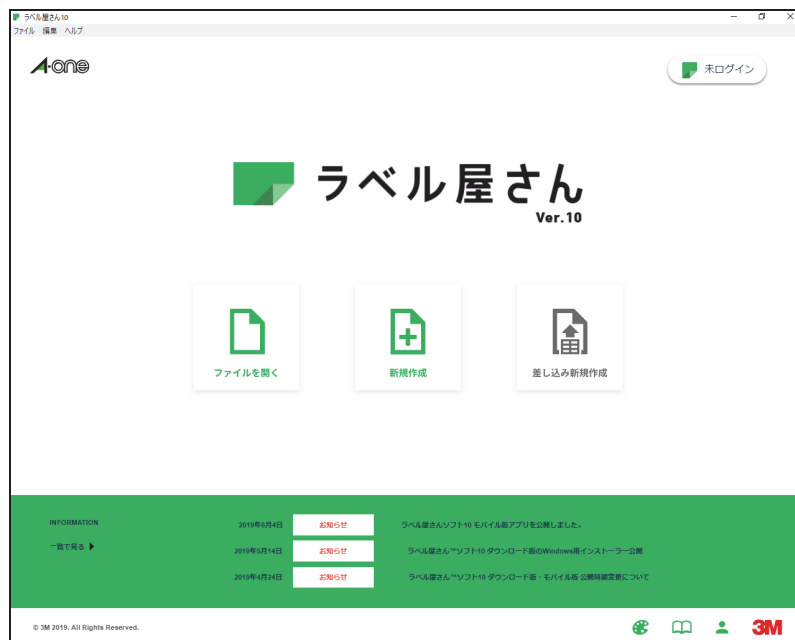 ラベル屋さん10
ファイル 編集 ヘルプ
A-one
未ログイン
ラベル屋さん
Ver.10
ファイルを開く
新規作成
差し込み新規作成
INFORMATION
一覧で見る
2019年6月4日 お知らせ ラベル屋さんソフト10 モバイル版アプリを公開しました。
2019年5月14日 お知らせ ラベル屋さん™ソフト10 ダウンロード版のWindows用インストーラー公開
2019年4月24日 お知らせ ラベル屋さん™ソフト10 ダウンロード版・モバイル版 公開時期変更について
© 3M 2019. All Rights Reserved.
3M